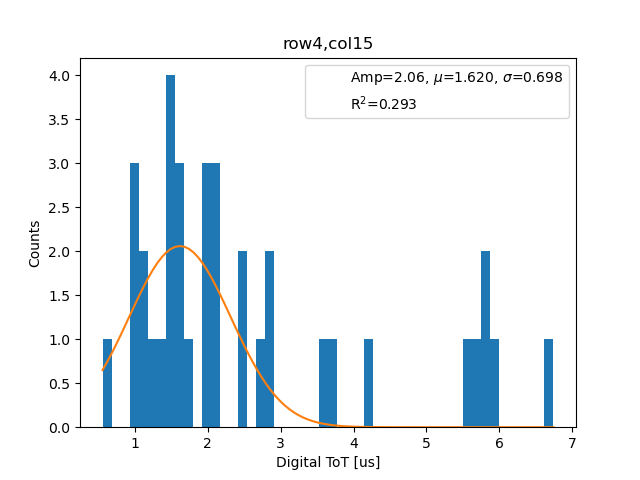 row4,col15
Amp=2.06, μ=1.620, σ=0.698
R²=0.293
Counts
4.0
3.5
3.0
2.5
2.0
1.5
1.0
0.5
0.0
1 2 3 4 5 6 7
Digital ToT [us]